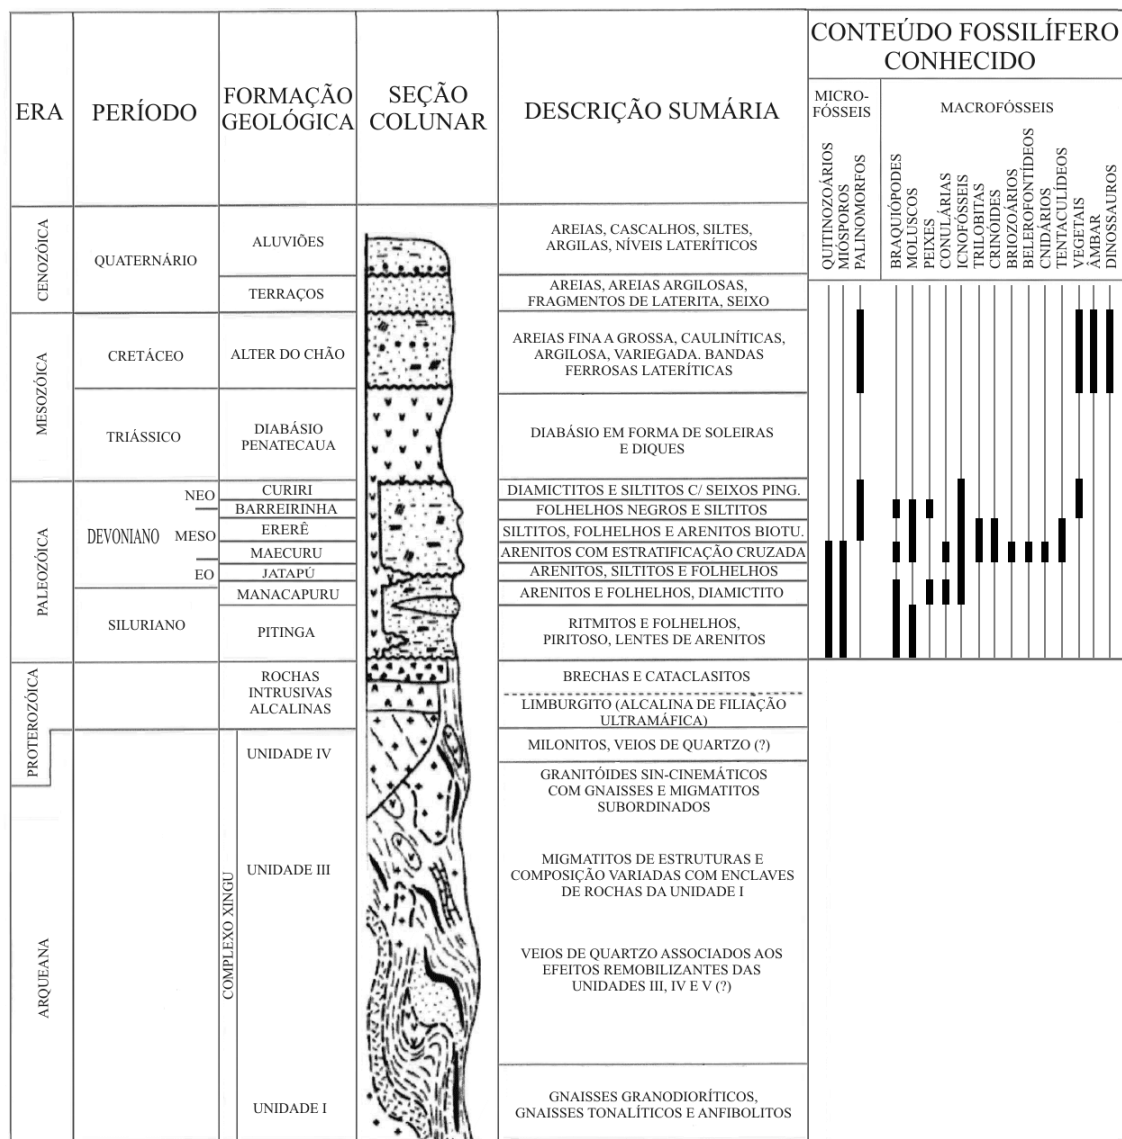 CONTEÚDO FOSSILÍFERO
CONHECIDO
ERA
PERÍODO
FORMAÇÃO
GEOLÓGICA
SEÇÃO
COLUNAR
DESCRIÇÃO SUMÁRIA
MICRO-
FÓSSEIS
MACROFÓSSEIS
QUITINOZOÁRIOS
MIÓSPOROS
PALINOMORFOS
BRAQUIÓPODES
MOLUSCOS
PEIXES
CONULÁRIAS
ICNOFÓSSEIS
TRILOBITAS
CRINÓIDES
BRIOZOÁRIOS
BELEROFONTÍDEOS
CNIDÁRIOS
TENTACULÍDEOS
VEGETAIS
ÂMBAR
DINOSSAUROS
CENOZÓICA
QUATERNÁRIO
ALUVIÕES
AREIAS, CASCALHOS, SILTES,
ARGILAS, NÍVEIS LATERÍTICOS
TERRAÇOS
AREIAS, AREIAS ARGILOSAS,
FRAGMENTOS DE LATERITA, SEIXO
MESOZÓICA
CRETÁCEO
ALTER DO CHÃO
AREIAS FINA A GROSSA, CAULINÍTICAS,
ARGILOSA, VARIEGADA. BANDAS
FERROSAS LATERÍTICAS
TRIÁSSICO
DIABÁSIO
PENATECAUA
DIABÁSIO EM FORMA DE SOLEIRAS
E DIQUES
PALEOZÓICA
DEVONIANO
NEO
CURIRI
DIAMICTITOS E SILTITOS C/ SEIXOS PING.
BARREIRINHA
FOLHELHOS NEGROS E SILTITOS
MESO
ERERÊ
SILTITOS, FOLHELHOS E ARENITOS BIOTU.
MAECURU
ARENITOS COM ESTRATIFICAÇÃO CRUZADA
EO
JATAPÚ
ARENITOS, SILTITOS E FOLHELHOS
MANACAPURU
ARENITOS E FOLHELHOS, DIAMICTITO
SILURIANO
PITINGA
RITMITOS E FOLHELHOS,
PIRITOSO, LENTES DE ARENITOS
PROTEROZÓICA
ROCHAS
INTRUSIVAS
ALCALINAS
BRECHAS E CATACLASITOS
LIMBURGITO (ALCALINA DE FILIAÇÃO
ULTRAMÁFICA)
ARQUEANA
COMPLEXO XINGU
UNIDADE IV
MILONITOS, VEIOS DE QUARTZO (?)
GRANITÓIDES SIN-CINEMÁTICOS
COM GNAISSES E MIGMATITOS
SUBORDINADOS
UNIDADE III
MIGMATITOS DE ESTRUTURAS E
COMPOSIÇÃO VARIADAS COM ENCLAVES
DE ROCHAS DA UNIDADE I
VEIOS DE QUARTZO ASSOCIADOS AOS
EFEITOS REMOBILIZANTES DAS
UNIDADES III, IV E V (?)
UNIDADE I
GNAISSES GRANODIORÍTICOS,
GNAISSES TONALÍTICOS E ANFIBOLITOS